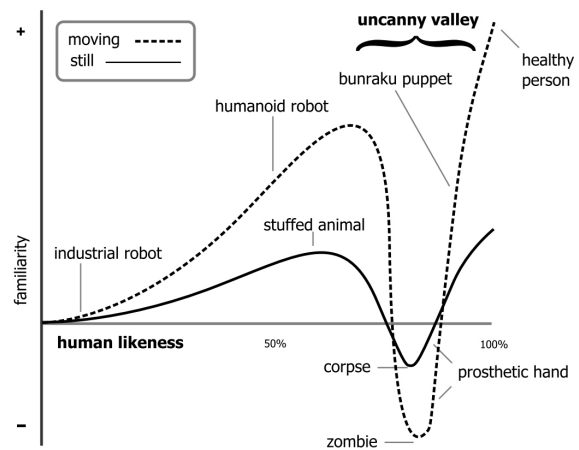 uncanny valley
+
moving
still
healthy
person
bunraku puppet
humanoid robot
stuffed animal
industrial robot
familiarity
human likeness
50%
100%
corpse
prosthetic hand
–
zombie